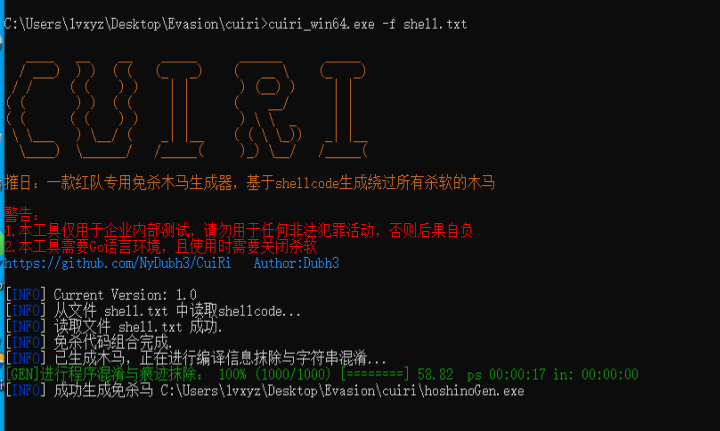 C:\Users\lvxyz\Desktop\Evasion\cuiri>cuiri_win64.exe -f shell.txt
CUIRI
摧日：一款红队专用免杀木马生成器，基于shellcode生成绕过所有杀软的木马
警告：
1.本工具仅用于企业内部测试，请勿用于任何非法犯罪活动，否则后果自负
2.本工具需要Go语言环境，且使用时需要关闭杀软
https://github.com/NyDubh3/CuiRi   Author:Dubh3
[INFO] Current Version: 1.0
[INFO] 从文件 shell.txt 中读取shellcode...
[INFO] 读取文件 shell.txt 成功.
[INFO] 免杀代码组合完成.
[INFO] 已生成木马，正在进行编译信息抹除与字符串混淆...
[GEN]进行程序混淆与痕迹抹除： 100% (1000/1000) [========] 58.82  ps 00:00:17 in: 00:00:00
[INFO] 成功生成免杀马 C:\Users\lvxyz\Desktop\Evasion\cuiri\hoshinoGen.exe